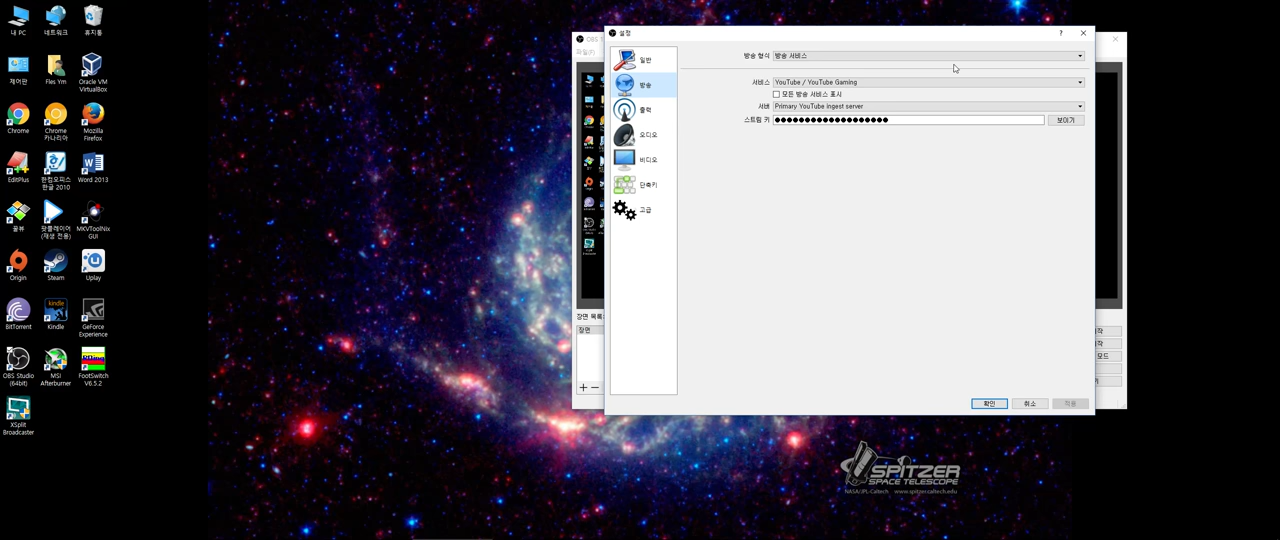 내 PC
네트워크
휴지통
제어판
Fles Ym
Oracle VM
VirtualBox
Chrome
Chrome
카나리아
Mozilla
Firefox
EditPlus
한컴오피스
한글 2010
Word 2013
꿀뷰
팟플레이어
(재생 전용)
MKVToolNix
GUI
Origin
Steam
Uplay
BitTorrent
kindle
Kindle
GeForce
Experience
OBS Studio
(64bit)
MSI
Afterburner
FootSwitch
V6.5.2
XSplit
Broadcaster
OBS
파일(F)
장면 목록:
장면
설정
일반
방송
출력
오디오
비디오
단축키
고급
방송 형식 방송 서비스
서비스 YouTube / YouTube Gaming
모든 방송 서비스 표시
서버 Primary YouTube ingest server
스트림 키 ●●●●●●●●●●●●●●●●●●● 보이기
확인 취소 적용
모드
SPITZER
SPACE TELESCOPE
NASA/JPL-Caltech www.spitzer.caltech.edu